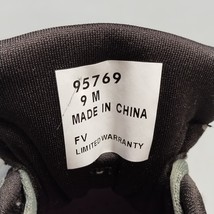 95769
9 M
MADE IN CHINA
FV
LIMITED WARRANTY